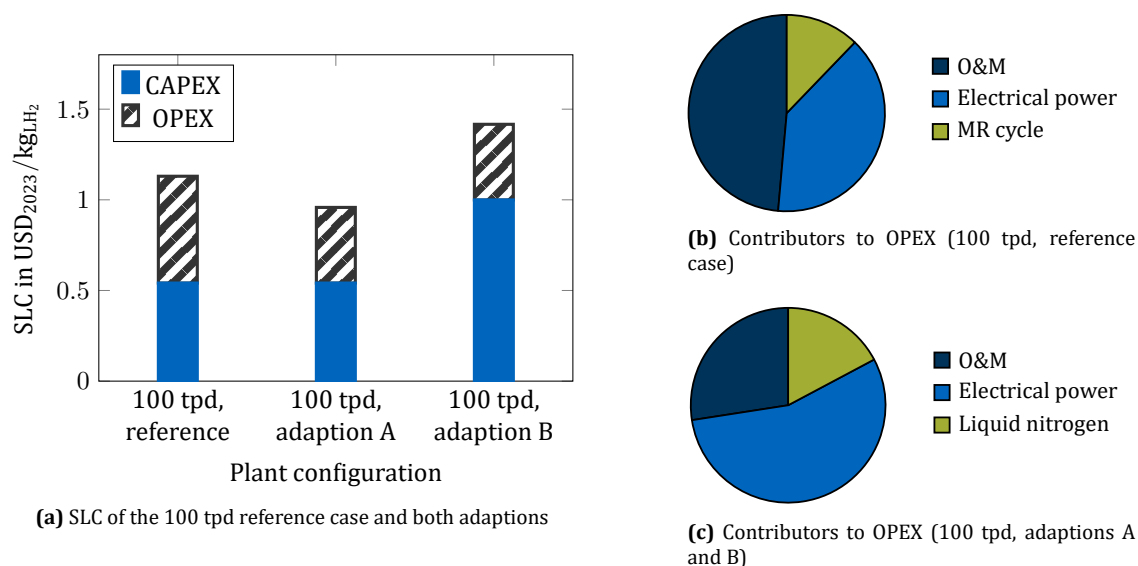 SLC in USD2023/kgLH2
1.5
1
0.5
0
CAPEX
OPEX
100 tpd,
reference
100 tpd,
adaption A
100 tpd,
adaption B
Plant configuration
(a) SLC of the 100 tpd reference case and both adaptions
O&M
Electrical power
MR cycle
(b) Contributors to OPEX (100 tpd, reference
case)
O&M
Electrical power
Liquid nitrogen
(c) Contributors to OPEX (100 tpd, adaptions A
and B)